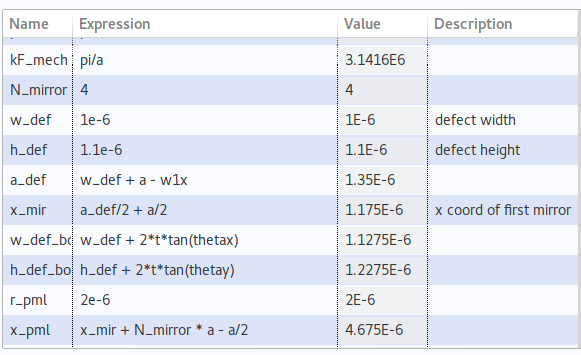 Name Expression Value Description
kF_mech pi/a 3.1416E6
N_mirror 4 4
w_def 1e-6 1E-6 defect width
h_def 1.1e-6 1.1E-6 defect height
a_def w_def + a - w1x 1.35E-6
x_mir a_def/2 + a/2 1.175E-6 x coord of first mirror
w_def_bo w_def + 2*t*tan(thetax) 1.1275E-6
h_def_bo h_def + 2*t*tan(thetay) 1.2275E-6
r_pml 2e-6 2E-6
x_pml x_mir + N_mirror * a - a/2 4.675E-6